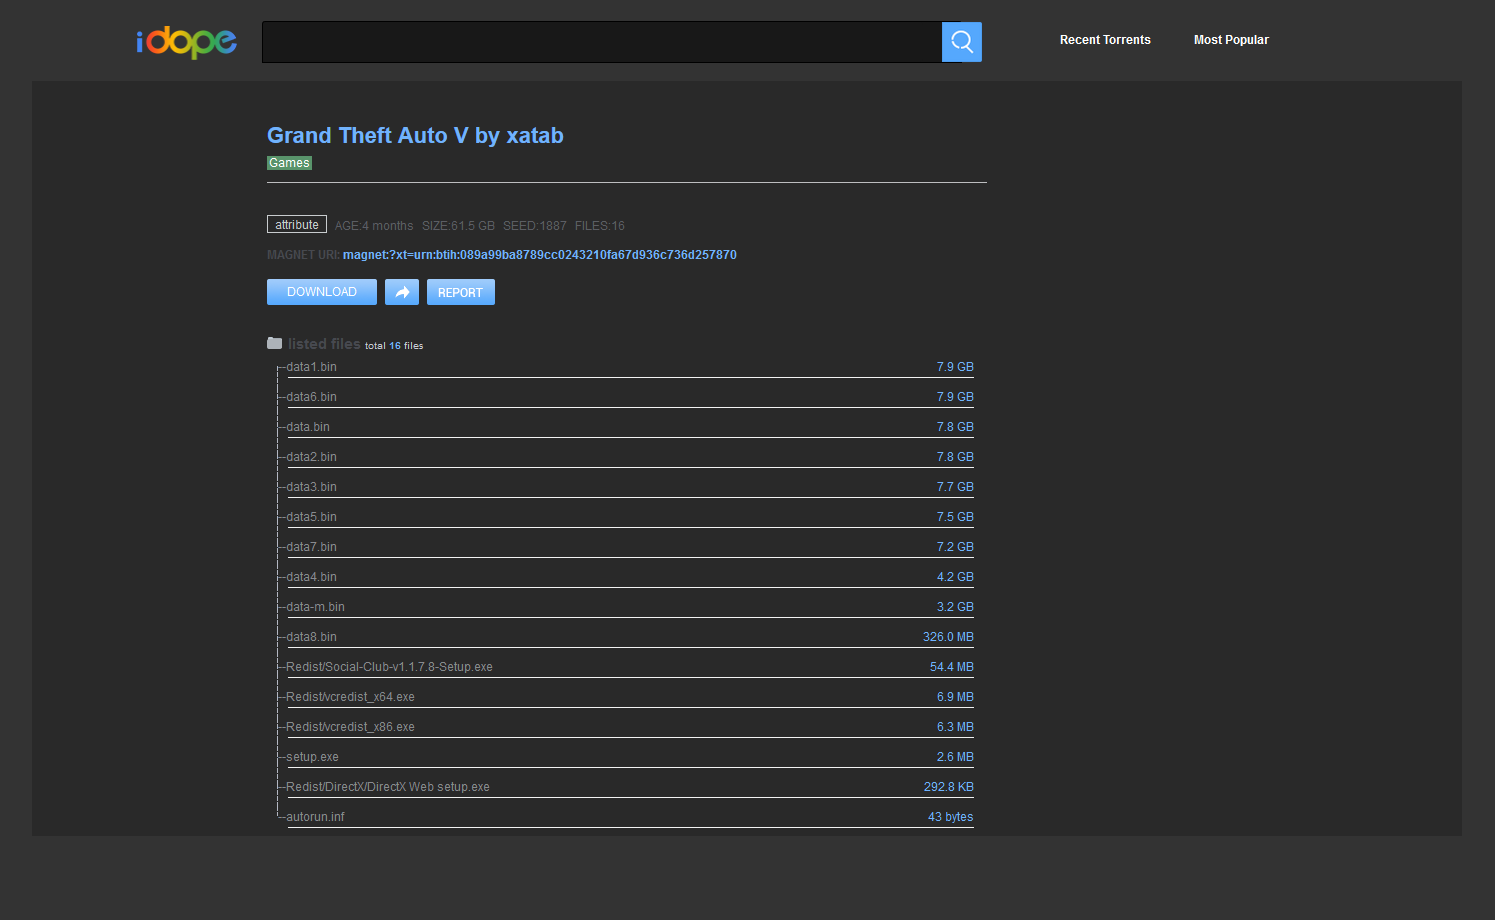 idope
Recent Torrents
Most Popular
Grand Theft Auto V by xatab
Games
attribute AGE:4 months SIZE:61.5 GB SEED:1887 FILES:16
MAGNET URI: magnet:?xt=urn:btih:089a99ba8789cc0243210fa67d936c736d257870
DOWNLOAD REPORT
listed files total 16 files
data1.bin 7.9 GB
data6.bin 7.9 GB
data.bin 7.8 GB
data2.bin 7.8 GB
data3.bin 7.7 GB
data5.bin 7.5 GB
data7.bin 7.2 GB
data4.bin 4.2 GB
data-m.bin 3.2 GB
data8.bin 326.0 MB
Redist/Social-Club-v1.1.7.8-Setup.exe 54.4 MB
Redist/vcredist_x64.exe 6.9 MB
Redist/vcredist_x86.exe 6.3 MB
setup.exe 2.6 MB
Redist/DirectX/DirectX Web setup.exe 292.8 KB
autorun.inf 43 bytes